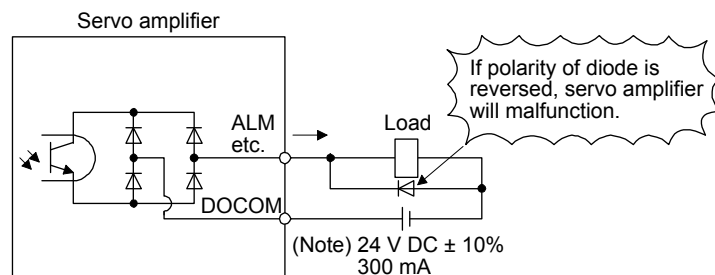 Servo amplifier
If polarity of diode is
reversed, servo amplifier
will malfunction.
ALM
etc.
Load
DOCOM
(Note) 24 V DC ± 10%
300 mA